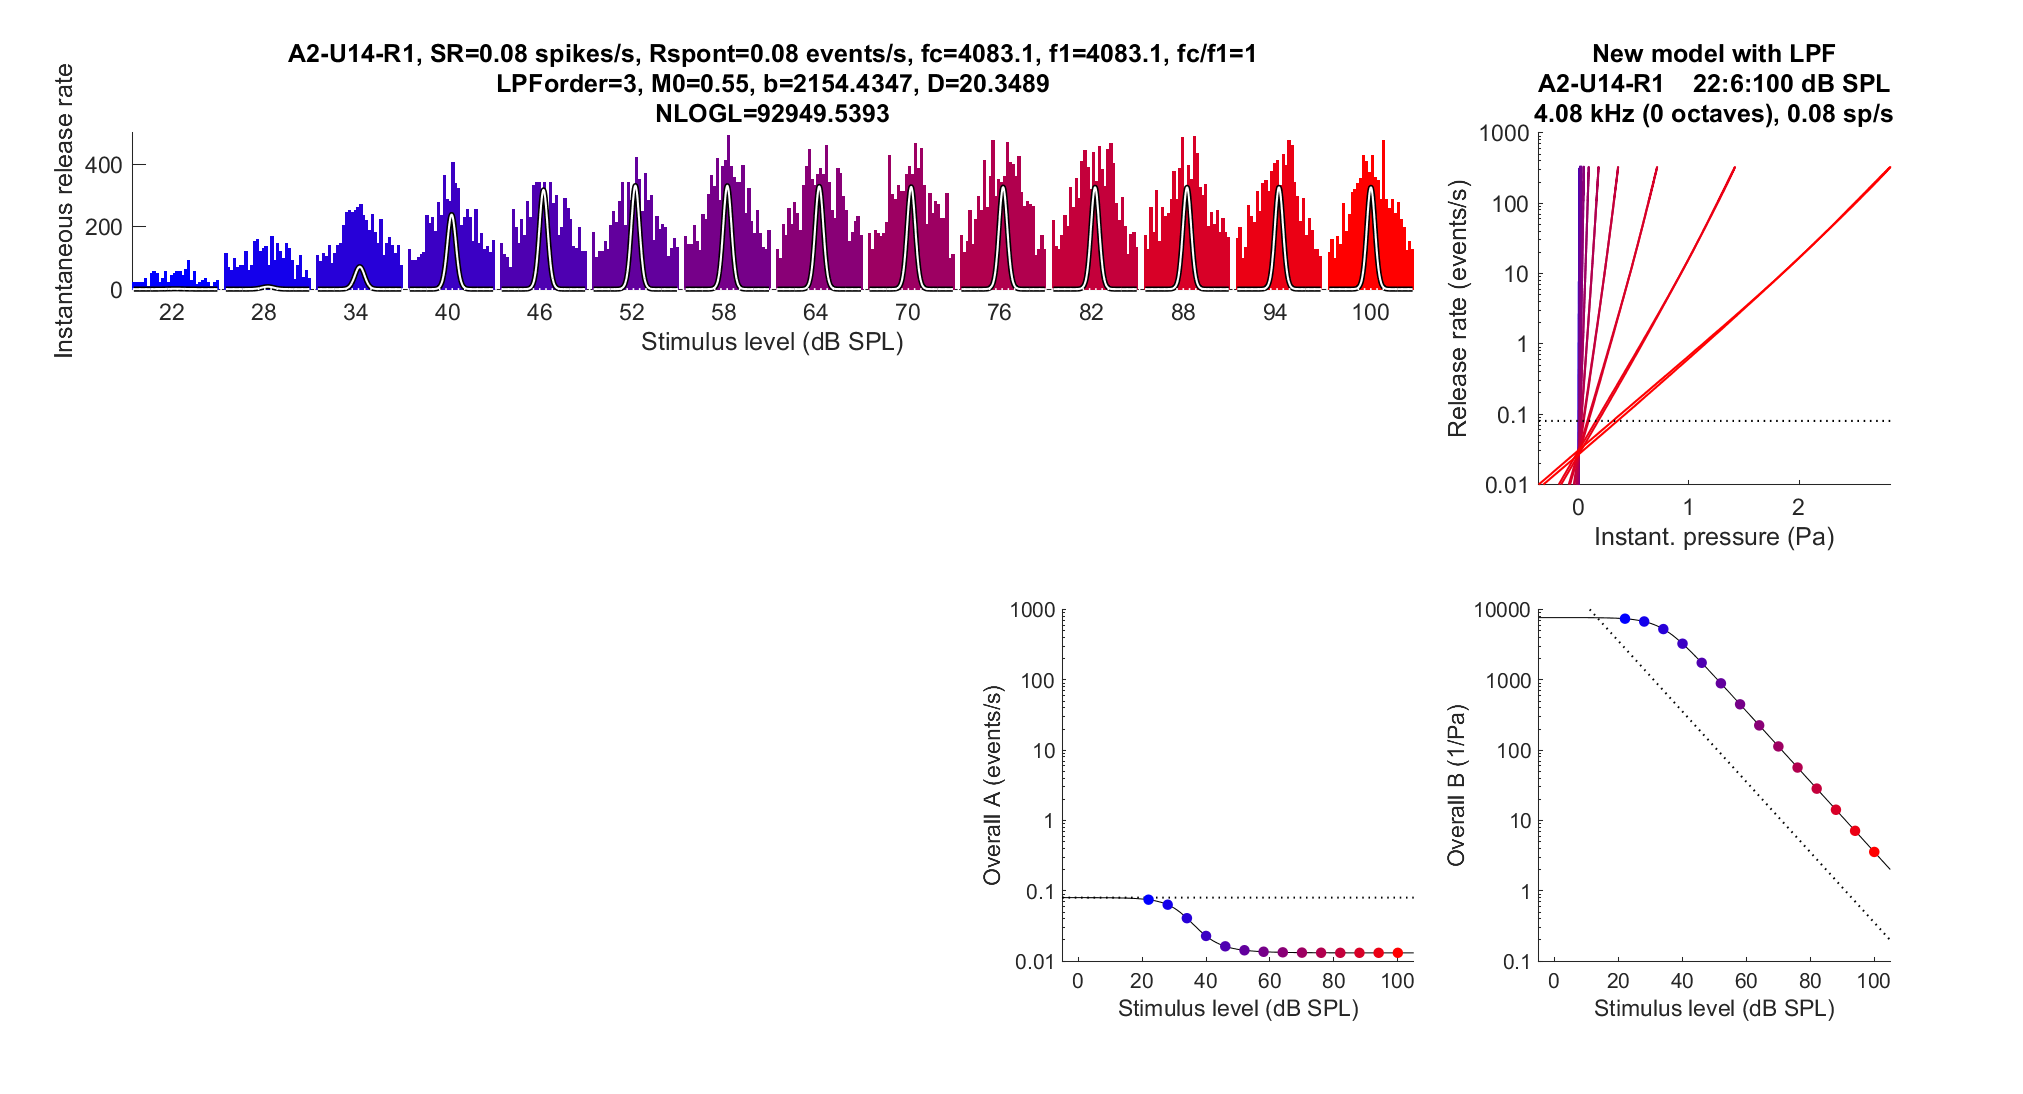 A2-U14-R1, SR=0.08 spikes/s, Rspont=0.08 events/s, fc=4083.1, f1=4083.1, fc/f1=1
LPForder=3, M0=0.55, b=2154.4347, D=20.3489
NLOGL=92949.5393
Instantaneous release rate
400
200
0
22 28 34 40 46 52 58 64 70 76 82 88 94 100
Stimulus level (dB SPL)
New model with LPF
A2-U14-R1 22:6:100 dB SPL
4.08 kHz (0 octaves), 0.08 sp/s
Release rate (events/s)
1000
100
10
1
0.1
0.01
0 1 2
Instant. pressure (Pa)
Overall A (events/s)
1000
100
10
1
0.1
0.01
0 20 40 60 80 100
Stimulus level (dB SPL)
Overall B (1/Pa)
10000
1000
100
10
1
0.1
0 20 40 60 80 100
Stimulus level (dB SPL)